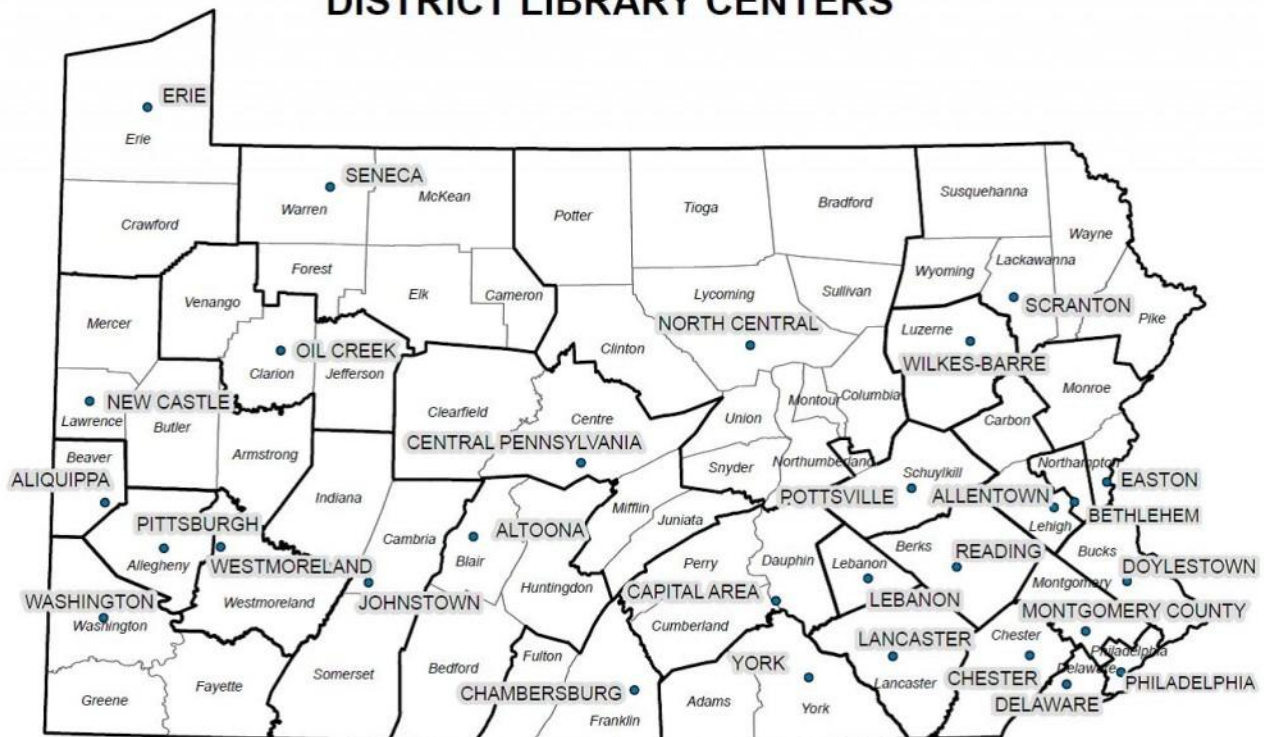 DISTRICT LIBRARY CENTERS
ERIE
Erie
SENECA
Susquehanna
McKean
Bradford
Tioga
Warren
Potter
Crawford
Wayne
Lackawanna
Forest
Wyoming
Sullivan
Elk
Cameron
Lycoming
Venango
SCRANTON
Pike
Mercer
NORTH CENTRAL
Luzerne
Clinton
OIL CREEK
WILKES-BARRE
Clarion
Jefferson
Monroe
Montour
Columbia
NEW CASTLE
Clearfield
Union
Centre
Lawrence
Carbon
Butler
CENTRAL PENNSYLVANIA
Armstrong
Beaver
Northumberland
Northampton
Snyder
Schuylkill
ALIQUIPPA
EASTON
POTTSVILLE
ALLENTOWN
Indiana
Mifflin
BETHLEHEM
Juniata
PITTSBURGH
Lehigh
ALTOONA
Cambria
Berks
READING
Bucks
Blair
Perry
Dauphin
Lebanon
Allegheny
WESTMORELAND
DOYLESTOWN
Montgomery
Huntingdon
CAPITAL AREA
LEBANON
WASHINGTON
Westmoreland
JOHNSTOWN
MONTGOMERY COUNTY
Washington
Cumberland
Chester
LANCASTER
Philadelphia
Fulton
YORK
Somerset
Bedford
Delaware
CHESTER
PHILADELPHIA
Lancaster
Fayette
CHAMBERSBURG
Greene
Adams
DELAWARE
York
Franklin